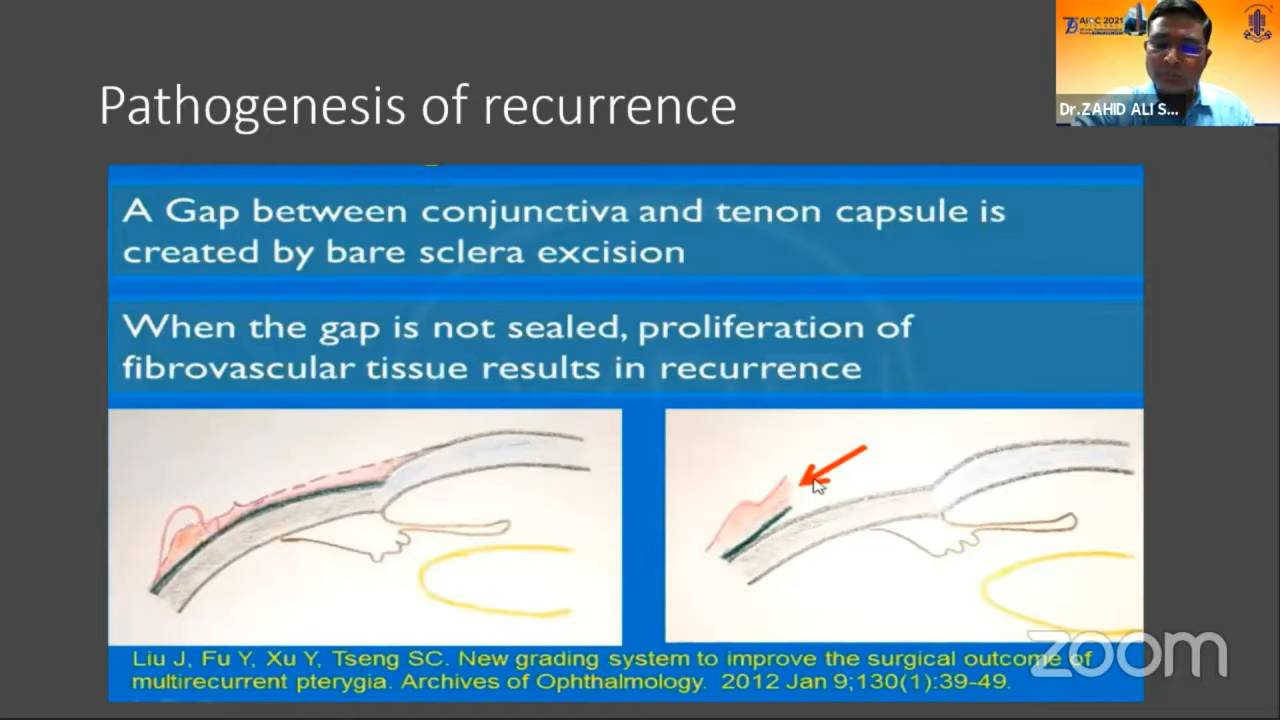 AIOC 2021
Dr.ZAHID ALI S...
Pathogenesis of recurrence
A Gap between conjunctiva and tenon capsule is
created by bare sclera excision
When the gap is not sealed, proliferation of
fibrovascular tissue results in recurrence
Liu J, Fu Y, Xu Y, Tseng SC. New grading system to improve the surgical outcome of
multirecurrent pterygia. Archives of Ophthalmology. 2012 Jan 9;130(1):39-49.
zoom